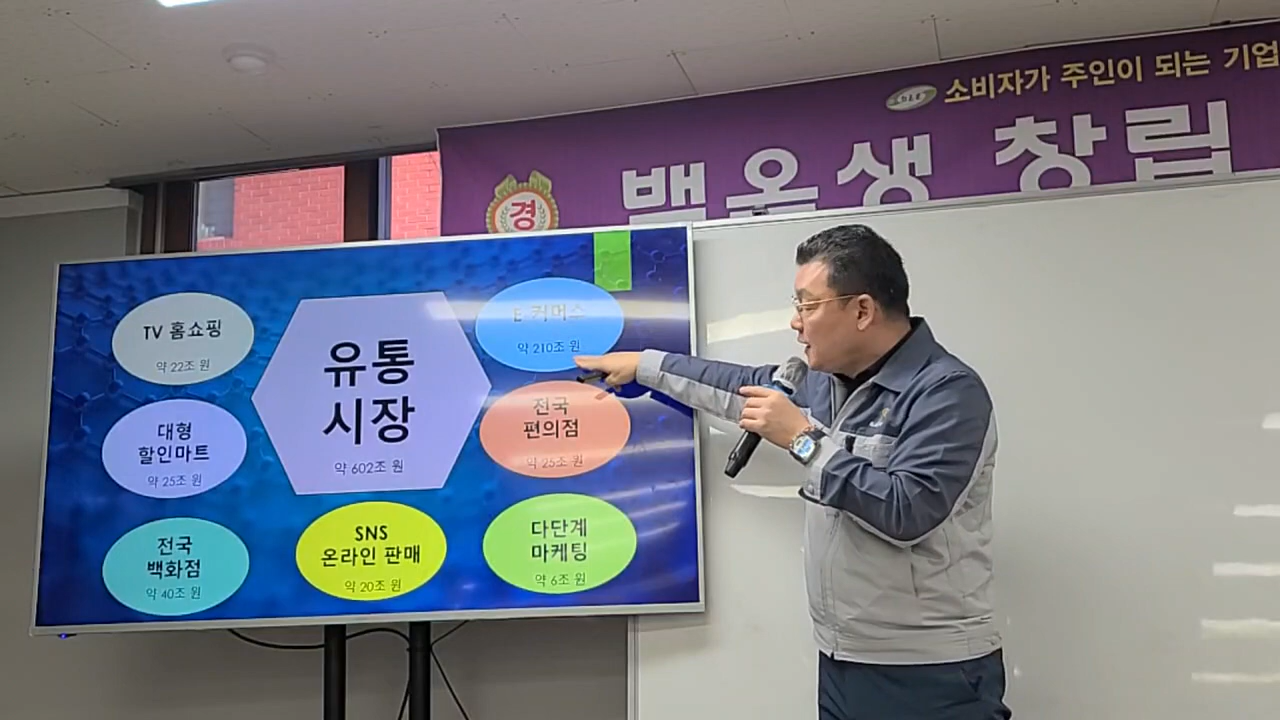 소비자가 주인이 되는 기업
백옥생 창립
경
TV 홈쇼핑
약 22조 원
대형
할인마트
약 25조 원
전국
백화점
약 40조 원
유통
시장
약 602조 원
SNS
온라인 판매
약 20조 원
E 커머스
약 210조 원
전국
편의점
약 25조 원
다단계
마케팅
약 6조 원